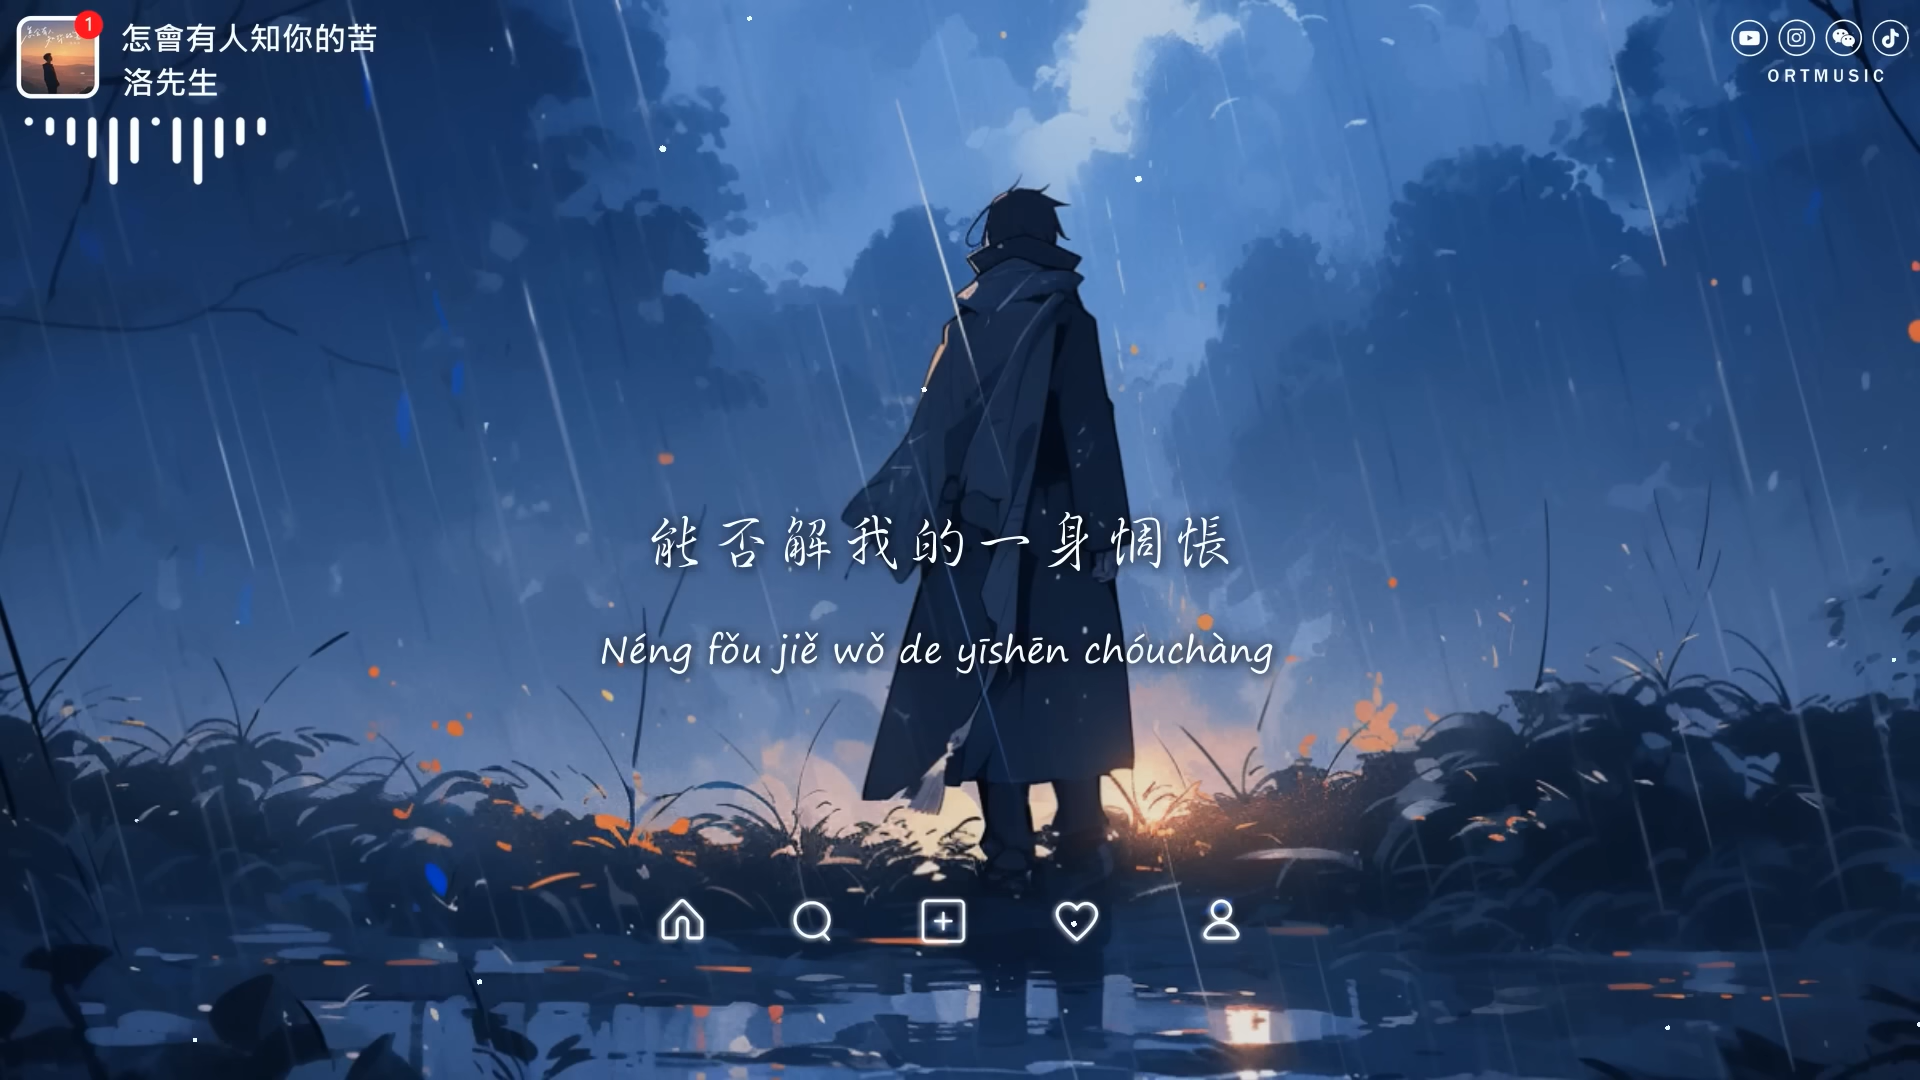 1
怎會有人知你的苦
洛先生
ORTMUSIC
能否解我的一身惆悵
Néng fǒu jiě wǒ de yīshēn chóuchàng